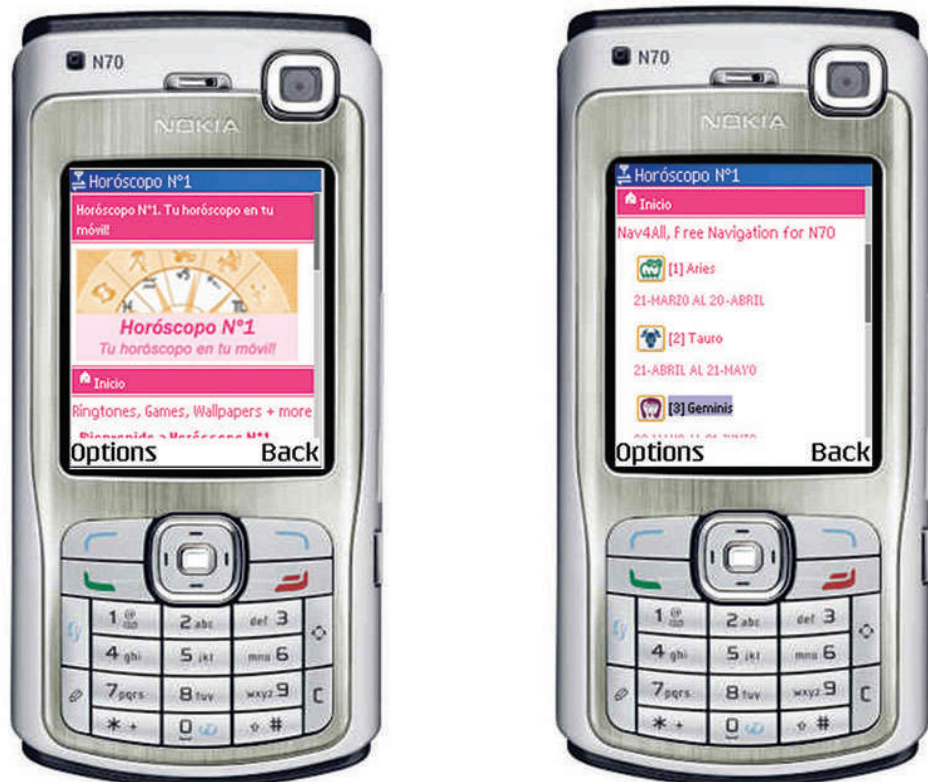 N70
NOKIA
Horóscopo N°1
Horóscopo N°1. Tu horóscopo en tu
móvil!
Horóscopo N°1
Tu horóscopo en tu móvil!
Inicio
Ringtones, Games, Wallpapers + more
Bienvenido a Horóscopo N°1
Options Back
1 @
2 abc
def 3
4 ghi
5 jkl
mno 6
7 pqrs
8 tuv
wxyz 9
C
* +
0
#
N70
NOKIA
Horóscopo N°1
Inicio
Nav4All, Free Navigation for N70
[1] Aries
21-MARZO AL 20-ABRIL
[2] Tauro
21-ABRIL AL 21-MAYO
[3] Geminis
Options Back
1 @
2 abc
def 3
4 ghi
5 jkl
mno 6
7 pqrs
8 tuv
wxyz 9
C
* +
0
#